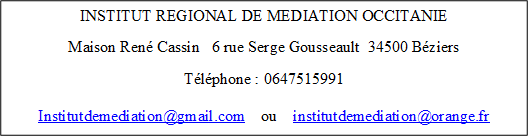 INSTITUT REGIONAL DE MEDIATION OCCITANIE
Maison René Cassin 6 rue Serge Gousseault 34500 Béziers
Téléphone : 0647515991
Institutdemediation@gmail.com ou institutdemediation@orange.fr